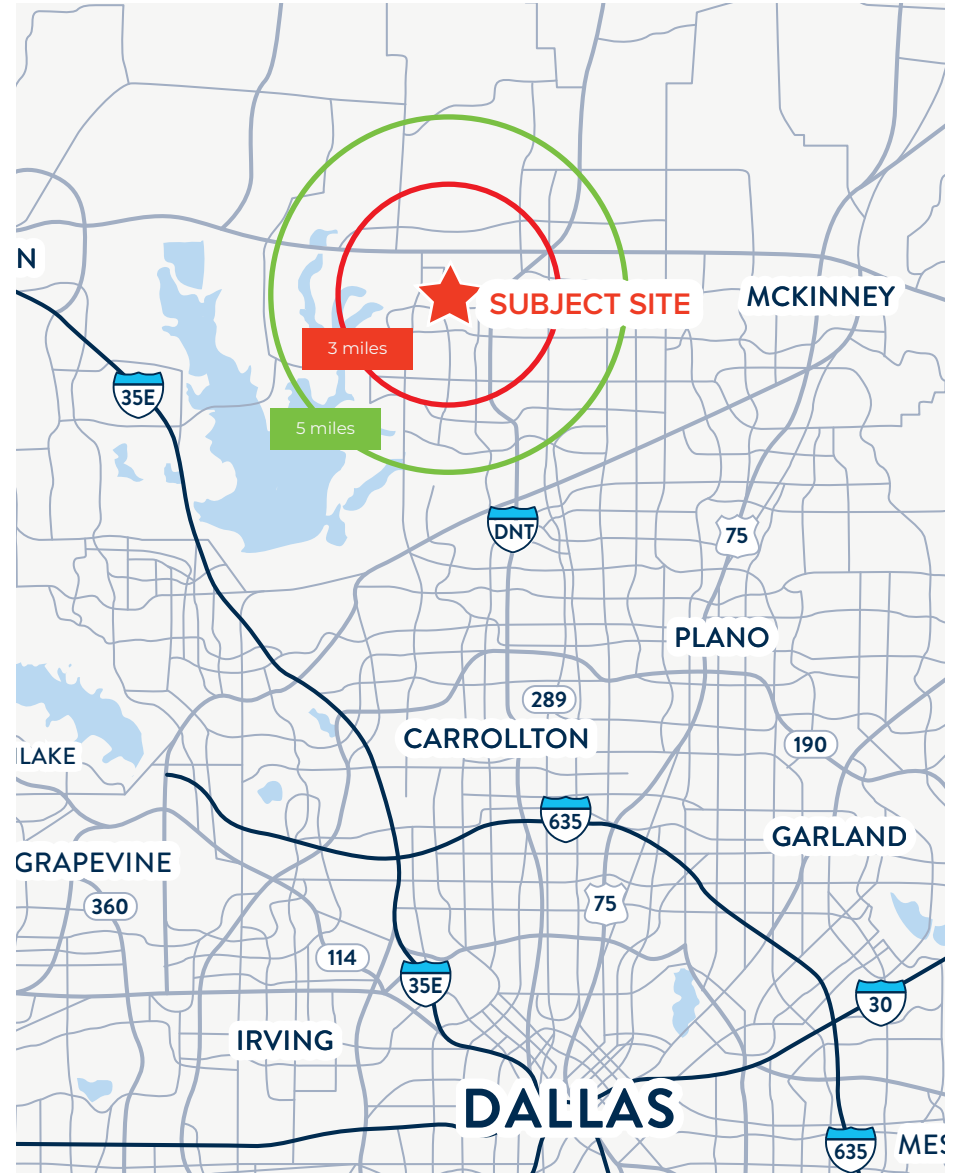 N
SUBJECT SITE
MCKINNEY
3 miles
35E
5 miles
DNT
75
PLANO
289
CARROLLTON
190
LAKE
635
GARLAND
GRAPEVINE
75
360
114
35E
30
IRVING
DALLAS
635
MES